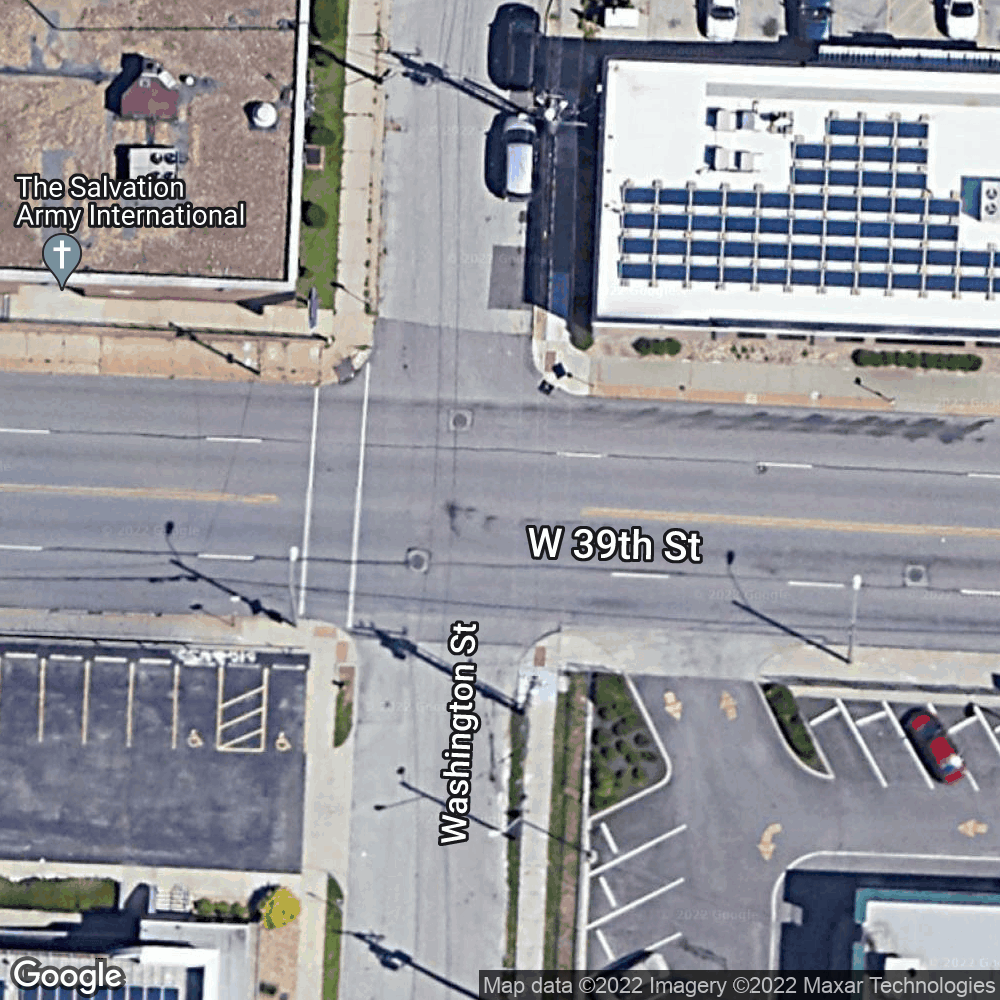 The Salvation
Army International
W 39th St
Washington St
Google
Map data ©2022 Imagery ©2022 Maxar Technologies